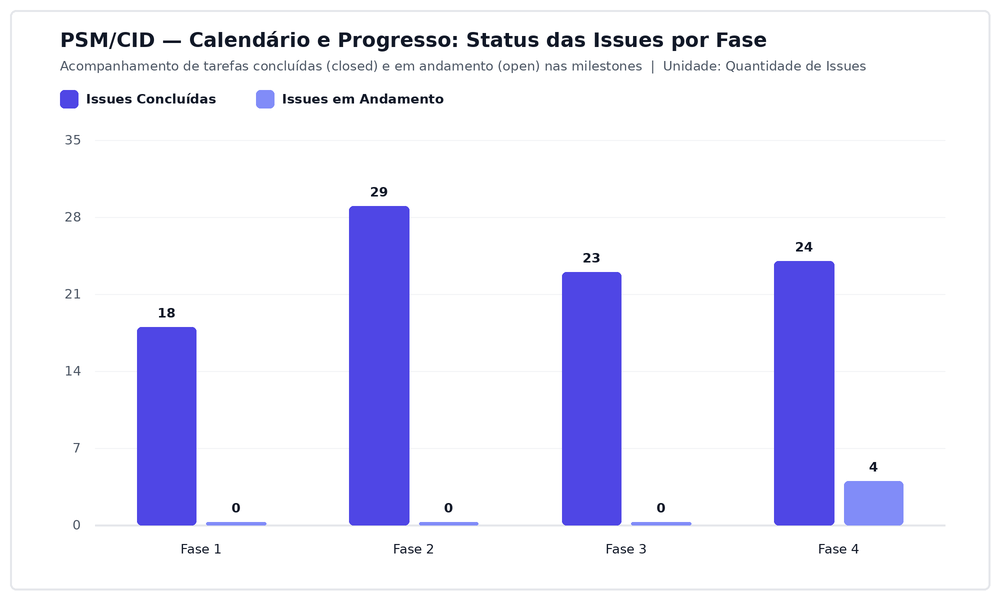 PSM/CID — Calendário e Progresso: Status das Issues por Fase
Acompanhamento de tarefas concluídas (closed) e em andamento (open) nas milestones | Unidade: Quantidade de Issues
Issues Concluídas
Issues em Andamento
35
28
21
14
7
0
18
0
29
0
23
0
24
4
Fase 1
Fase 2
Fase 3
Fase 4